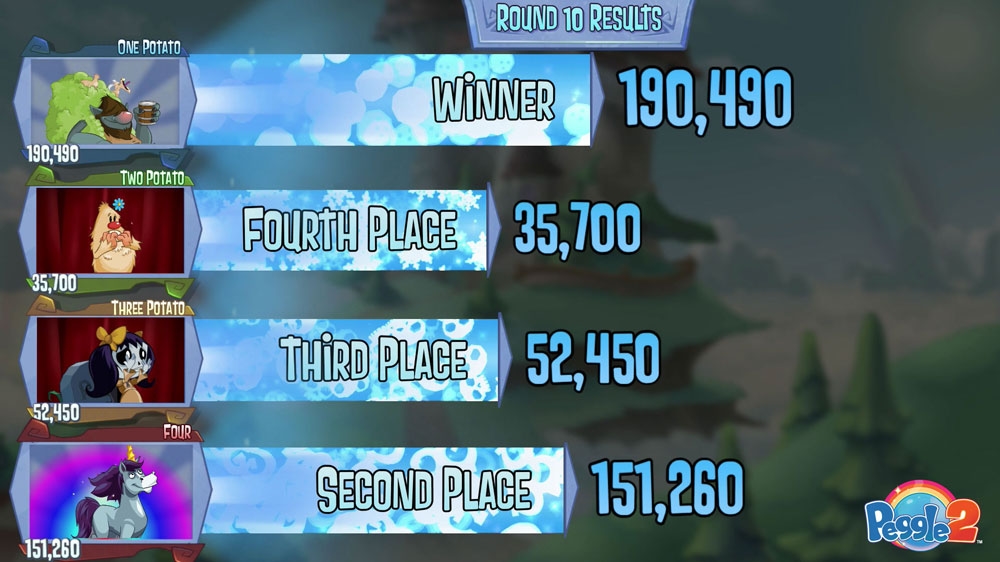 Round 10 Results
One Potato
Winner
190,490
190,490
Two Potato
Fourth Place
35,700
35,700
Three Potato
Third Place
52,450
52,450
Four
Second Place
151,260
151,260
Peggle 2 ™